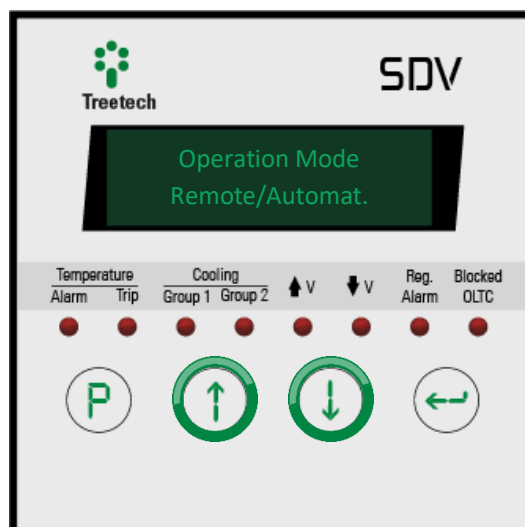 Treetech
SDV
Operation Mode
Remote/Automat.
Temperature
Alarm Trip
Cooling
Group 1 Group 2
V
V
Reg.
Alarm
Blocked
OLTC
P